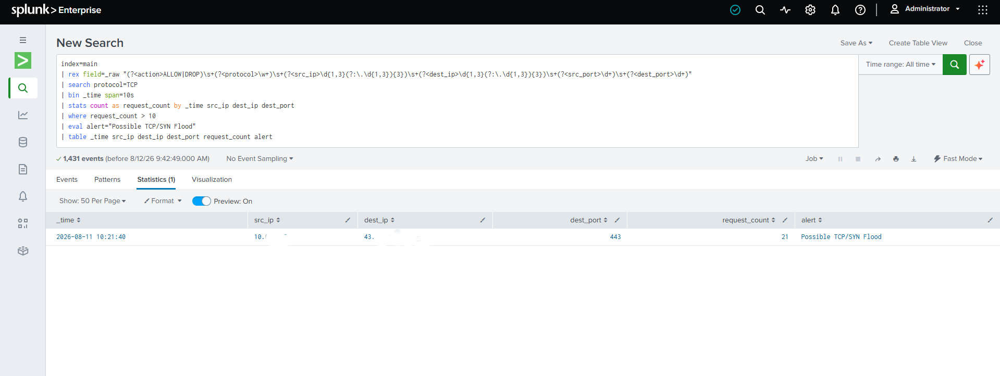 splunk> Enterprise
Administrator
New Search
Save As
Create Table View
Close
index=main
| rex field=_raw "(?<action>ALLOW|DROP)\s+(?<protocol>\w+)\s+(?<src_ip>\d{1,3}(?:\.\d{1,3}){3})\s+(?<dest_ip>\d{1,3}(?:\.\d{1,3}){3})\s+(?<src_port>\d+)\s+(?<dest_port>\d+)"
| search protocol=TCP
| bin _time span=10s
| stats count as request_count by _time src_ip dest_ip dest_port
| where request_count > 10
| eval alert="Possible TCP/SYN Flood"
| table _time src_ip dest_ip dest_port request_count alert
Time range: All time
1,431 events (before 8/12/26 9:42:49.000 AM)
No Event Sampling
Job
Fast Mode
Events
Patterns
Statistics (1)
Visualization
Show: 50 Per Page
Format
Preview: On
_time
src_ip
dest_ip
dest_port
request_count
alert
2026-08-11 10:21:40
10.
43.
443
21
Possible TCP/SYN Flood